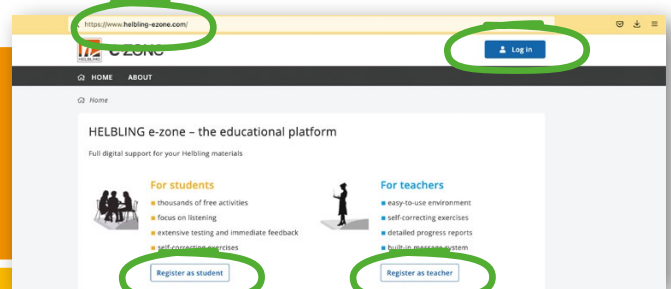 https://www.helbling-ezone.com/
Log in
HOME ABOUT
Home
HELBLING e-zone – the educational platform
Full digital support for your Helbling materials
For students
thousands of free activities
focus on listening
extensive testing and immediate feedback
self-correcting exercises
Register as student
For teachers
easy-to-use environment
self-correcting exercises
detailed progress reports
built-in message system
Register as teacher